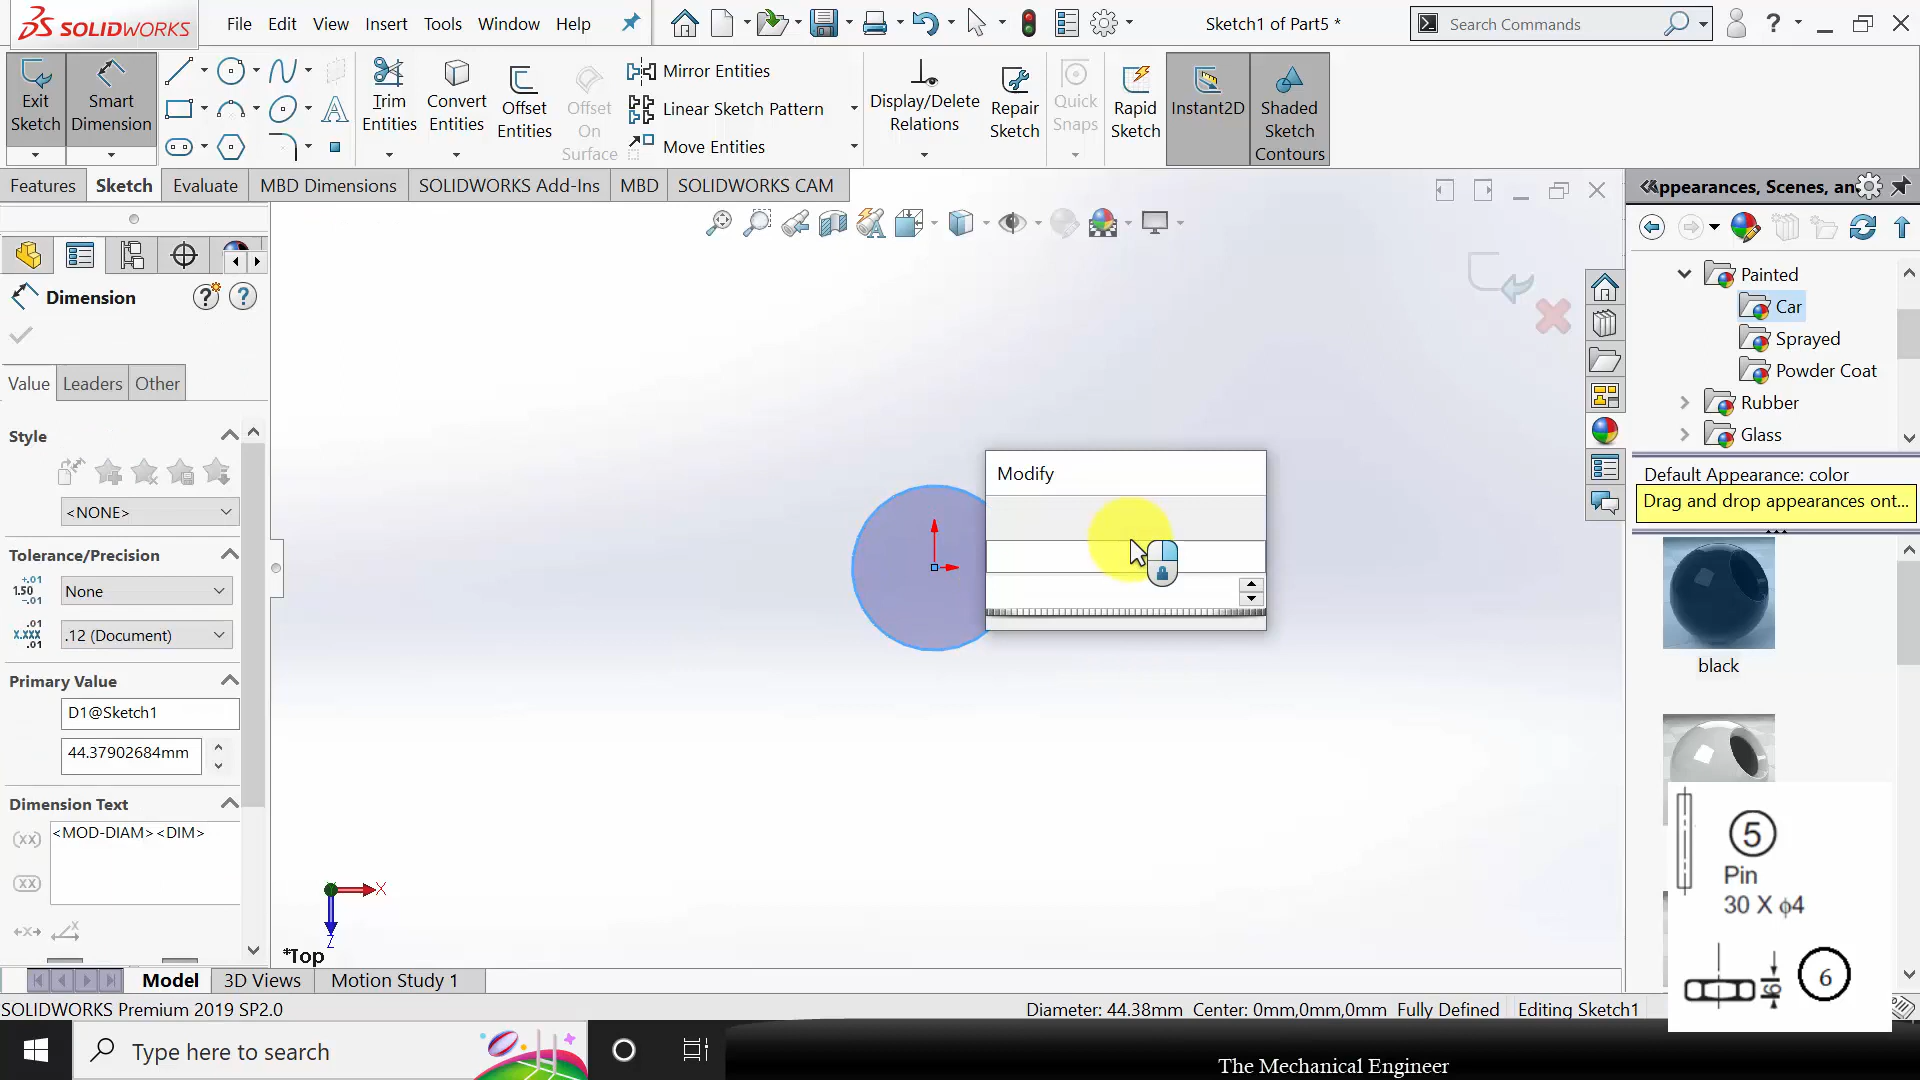 SOLIDWORKS
File
Edit
View
Insert
Tools
Window
Help
Sketch1 of Part5 *
Search Commands
Exit
Sketch
Smart
Dimension
Trim
Entities
Convert
Entities
Offset
Entities
Offset
On
Surface
Mirror Entities
Linear Sketch Pattern
Move Entities
Display/Delete
Relations
Repair
Sketch
Quick
Snaps
Rapid
Sketch
Instant2D
Shaded
Sketch
Contours
Features
Sketch
Evaluate
MBD Dimensions
SOLIDWORKS Add-Ins
MBD
SOLIDWORKS CAM
Appearances, Scenes, an
Dimension
Value
Leaders
Other
Style
<NONE>
Tolerance/Precision
None
.12 (Document)
Primary Value
D1@Sketch1
44.37902684mm
Dimension Text
<MOD-DIAM><DIM>
Modify
Painted
Car
Sprayed
Powder Coat
Rubber
Glass
Default Appearance: color
Drag and drop appearances ont...
black
5
Pin
30 X ϕ4
6
X
Z
*Top
Model
3D Views
Motion Study 1
SOLIDWORKS Premium 2019 SP2.0
Diameter: 44.38mm Center: 0mm,0mm,0mm Fully Defined
Editing Sketch1
Type here to search
The Mechanical Engineer